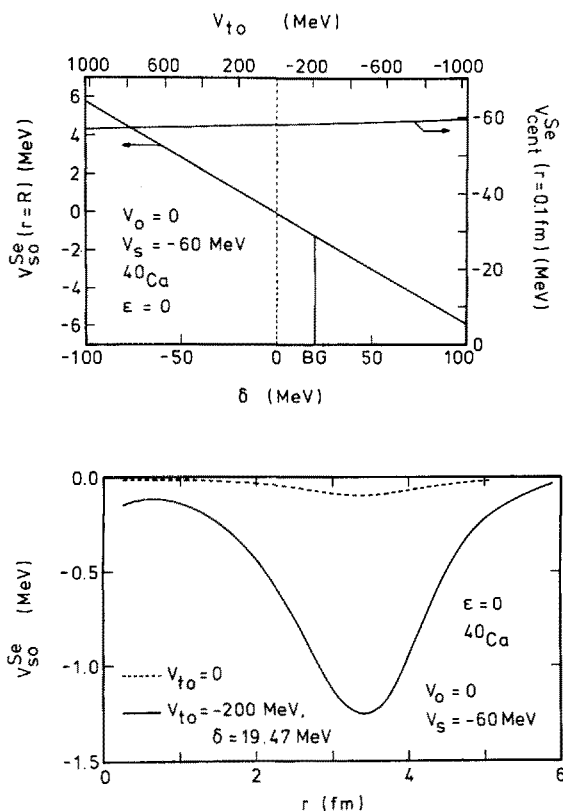 V_to (MeV)
1000 600 200 -200 -600 -1000
V_so^Se (r=R) (MeV)
6
4
2
0
-2
-4
-6
V_o = 0
V_s = -60 MeV
40Ca
ε = 0
-60
-40
-20
0
V_cent^Se (r=0.1fm) (MeV)
-100 -50 0 BG 50 100
δ (MeV)
V_so^Se (MeV)
0.0
-0.5
-1.0
-1.5
ε = 0
40Ca
V_o = 0
V_s = -60 MeV
V_to = 0
V_to = -200 MeV,
δ = 19.47 MeV
0 2 4 6
r (fm)